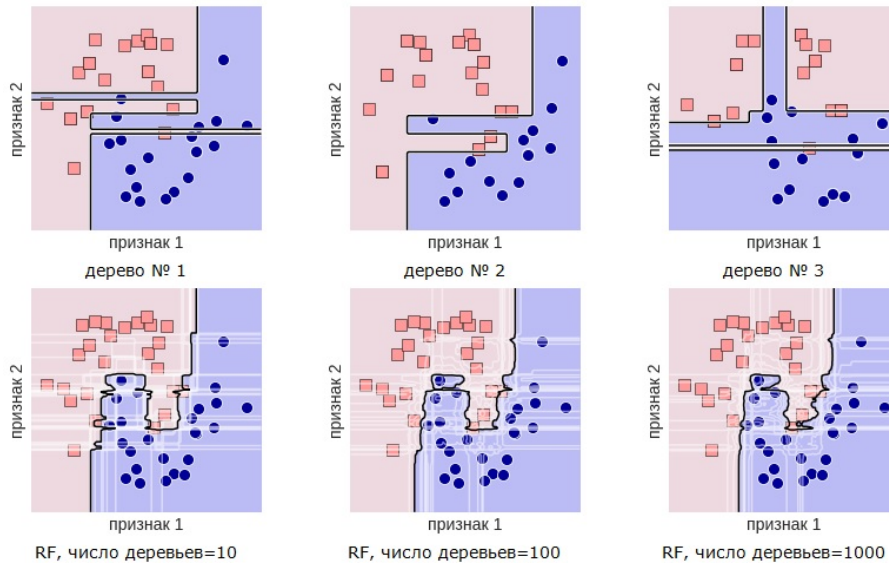 признак 2
признак 1
дерево № 1
признак 2
признак 1
дерево № 2
признак 2
признак 1
дерево № 3
признак 2
признак 1
RF, число деревьев=10
признак 2
признак 1
RF, число деревьев=100
признак 2
признак 1
RF, число деревьев=1000